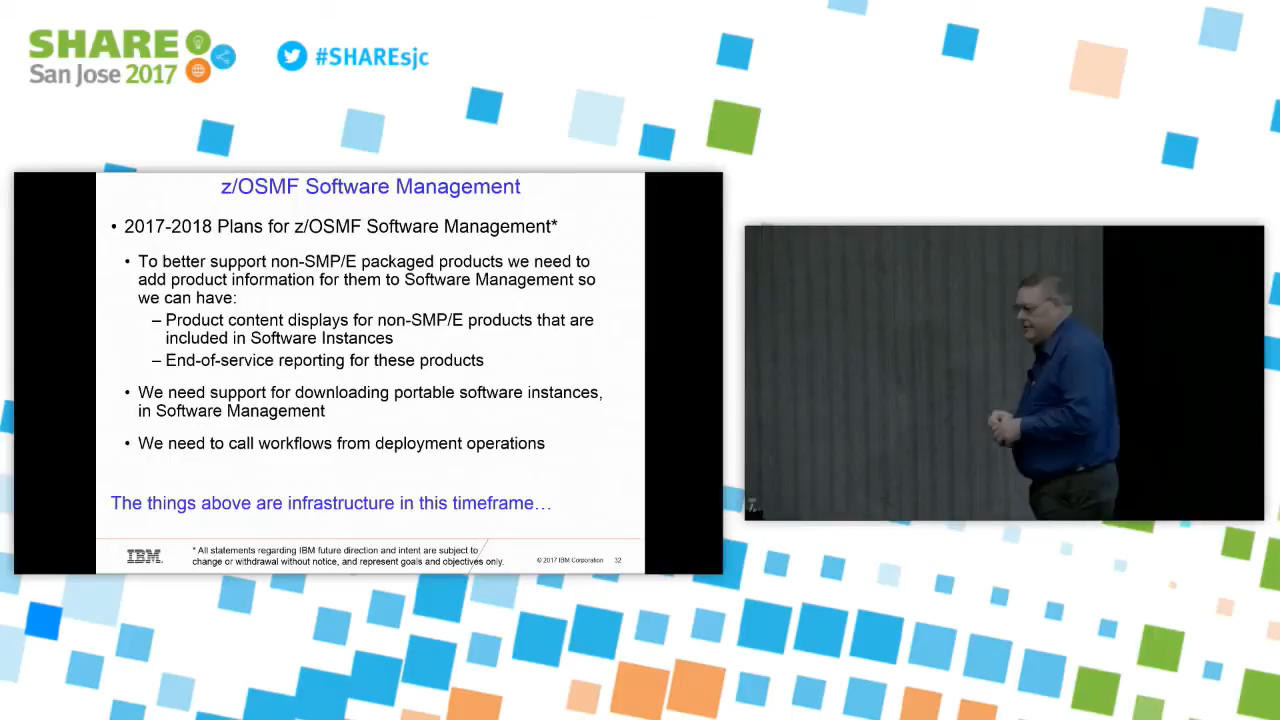 SHARE
San Jose 2017
#SHAREsjc
z/OSMF Software Management
• 2017-2018 Plans for z/OSMF Software Management*
• To better support non-SMP/E packaged products we need to
add product information for them to Software Management so
we can have:
– Product content displays for non-SMP/E products that are
included in Software Instances
– End-of-service reporting for these products
• We need support for downloading portable software instances,
in Software Management
• We need to call workflows from deployment operations
The things above are infrastructure in this timeframe…
IBM
* All statements regarding IBM future direction and intent are subject to
change or withdrawal without notice, and represent goals and objectives only.
© 2017 IBM Corporation 32